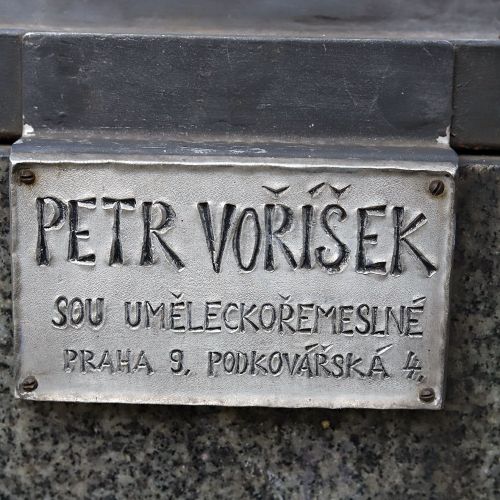 PETR VOŘÍŠEK
SOU UMĚLECKOŘEMESLNÉ
PRAHA 9, PODKOVÁŘSKÁ 4,